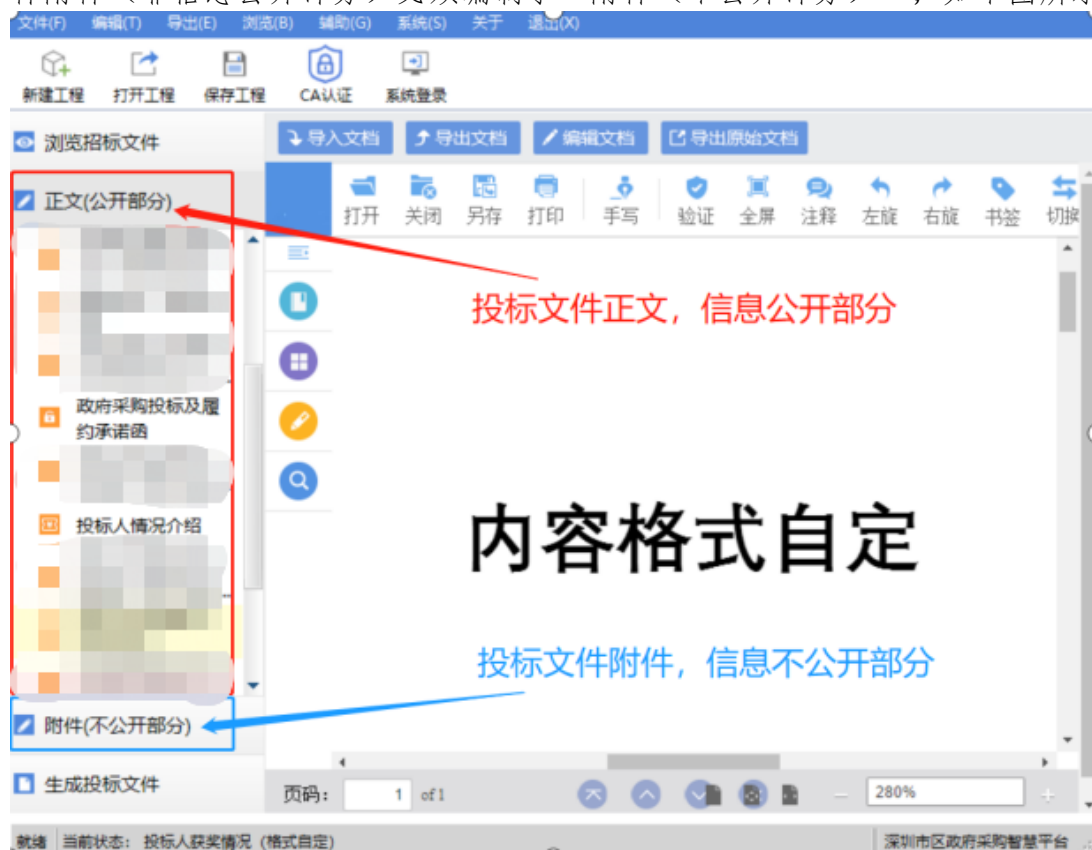 文件(F) 编辑(T) 导出(E) 浏览(B) 辅助(G) 系统(S) 关于 退出(X)
新建工程 打开工程 保存工程 CA认证 系统登录
浏览招标文件
导入文档 导出文档 编辑文档 导出原始文档
正文(公开部分)
打开 关闭 另存 打印 手写 验证 全屏 注释 左旋 右旋 书签 切换
投标文件正文，信息公开部分
政府采购投标及履
约承诺函
投标人情况介绍
内容格式自定
投标文件附件，信息不公开部分
附件(不公开部分)
生成投标文件
页码： 1 of1 280%
就绪 当前状态： 投标人获奖情况（格式自定） 深圳市区政府采购智慧平台